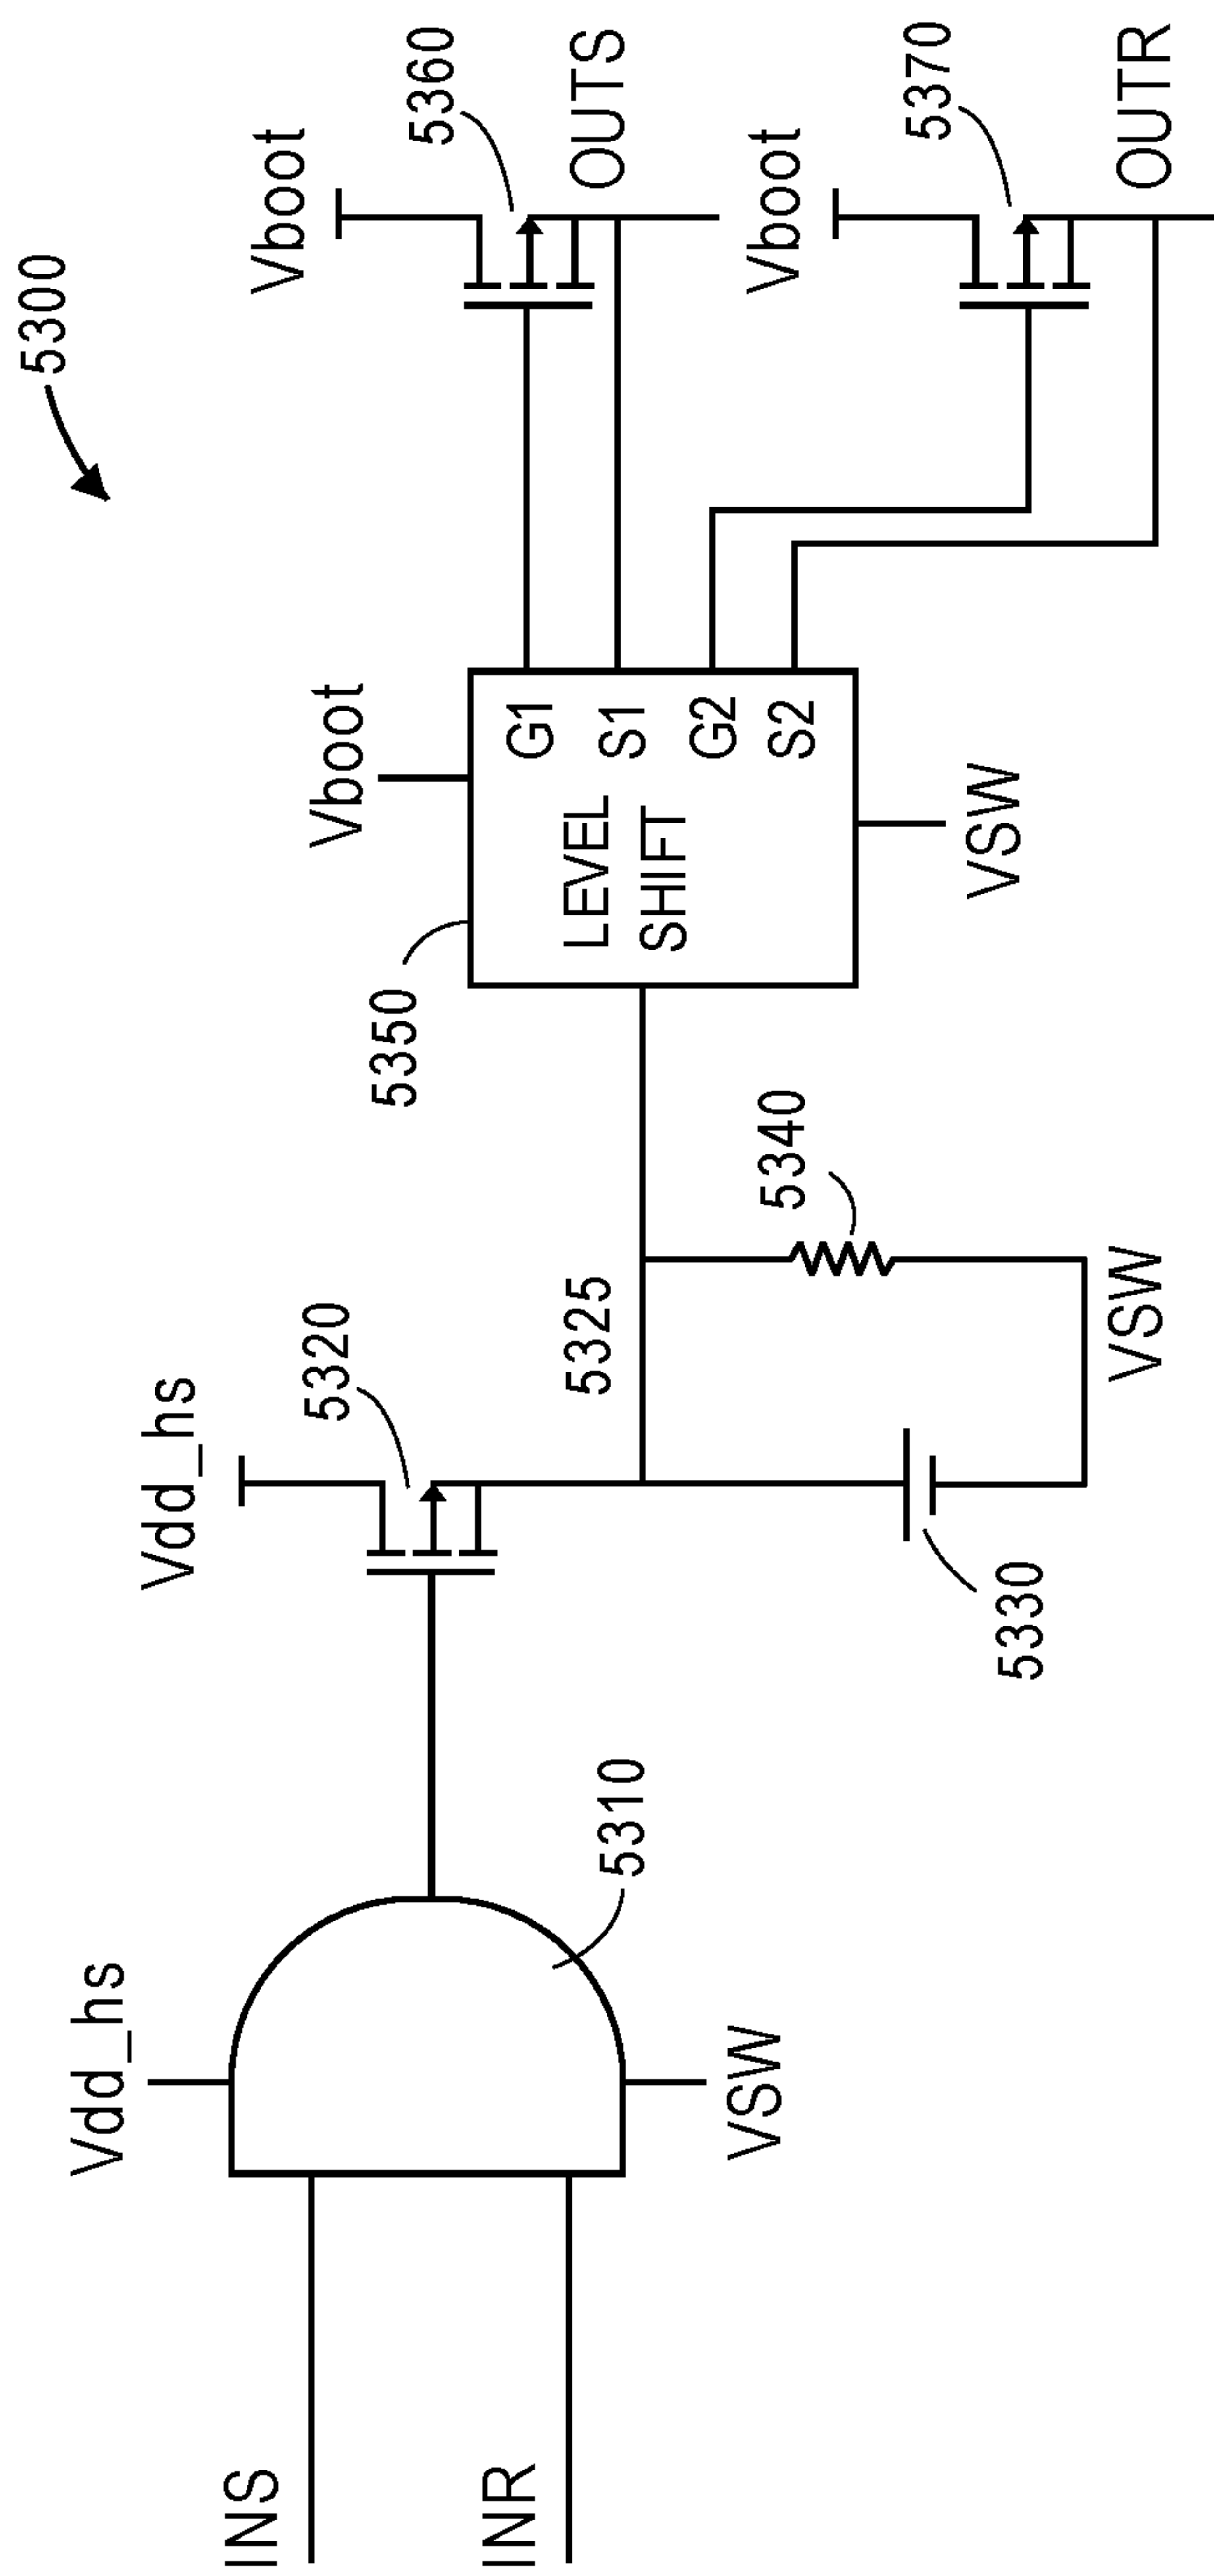 5300
Vdd_hs
INS
INR
5310
VSW
Vdd_hs
5320
5325
5330
5340
VSW
Vboot
5350
LEVEL
SHIFT
G1
S1
G2
S2
VSW
Vboot
5360
OUTS
Vboot
5370
OUTR